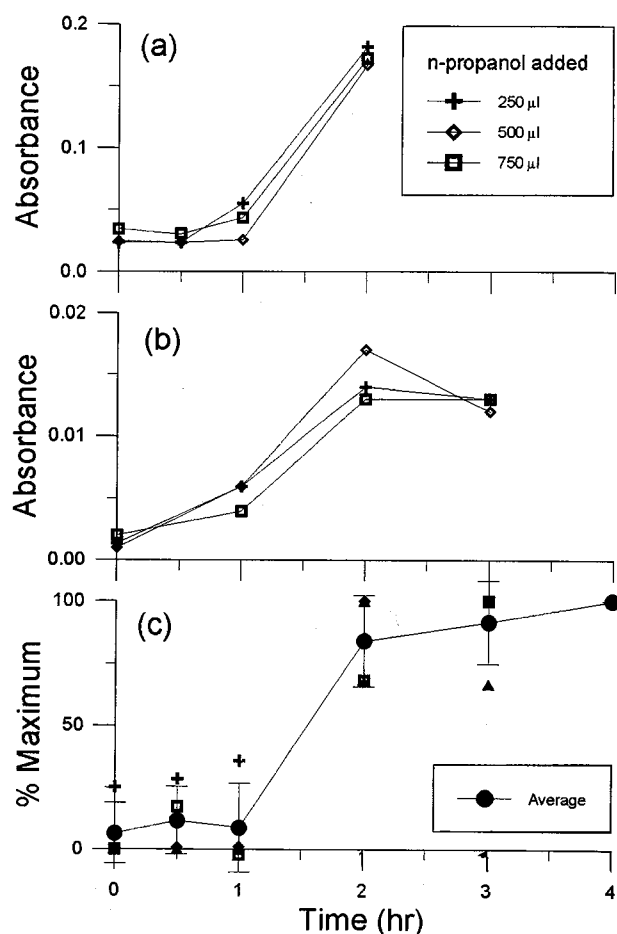 (a)
Absorbance
0.2
0.1
0.0
n-propanol added
250 µl
500 µl
750 µl
(b)
Absorbance
0.02
0.01
0.00
(c)
% Maximum
100
50
0
Average
0 1 2 3 4
Time (hr)